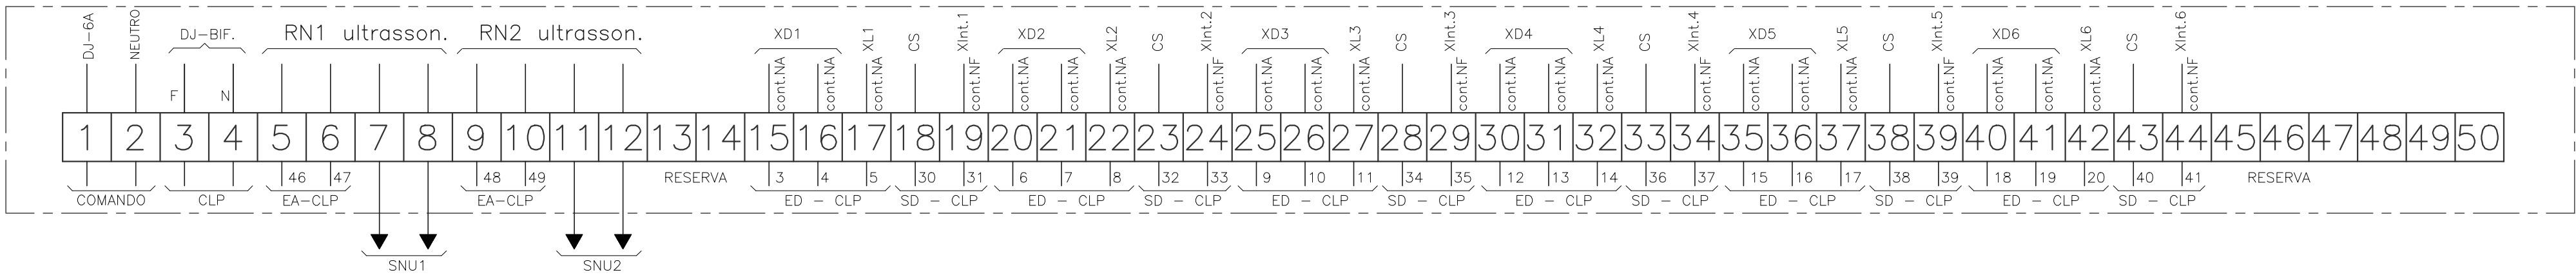 DJ-6A NEUTRO DJ-BIF. RN1 ultrasson. RN2 ultrasson. XD1 XL1 CS XInt.1 XD2 XL2 CS XInt.2 XD3 XL3 CS XInt.3 XD4 XL4 CS XInt.4 XD5 XL5 CS XInt.5 XD6 XL6 CS XInt.6
F N cont.NA cont.NA cont.NA cont.NF cont.NA cont.NA cont.NA cont.NF cont.NA cont.NA cont.NA cont.NF cont.NA cont.NA cont.NA cont.NF cont.NA cont.NA cont.NA cont.NF cont.NA cont.NA cont.NA cont.NF
1 2 3 4 5 6 7 8 9 10 11 12 13 14 15 16 17 18 19 20 21 22 23 24 25 26 27 28 29 30 31 32 33 34 35 36 37 38 39 40 41 42 43 44 45 46 47 48 49 50
46 47 48 49 RESERVA 3 4 5 30 31 6 7 8 32 33 9 10 11 34 35 12 13 14 36 37 15 16 17 38 39 18 19 20 40 41 RESERVA
COMANDO CLP EA-CLP EA-CLP ED - CLP SD - CLP ED - CLP SD - CLP ED - CLP SD - CLP ED - CLP SD - CLP ED - CLP SD - CLP ED - CLP SD - CLP
SNU1 SNU2